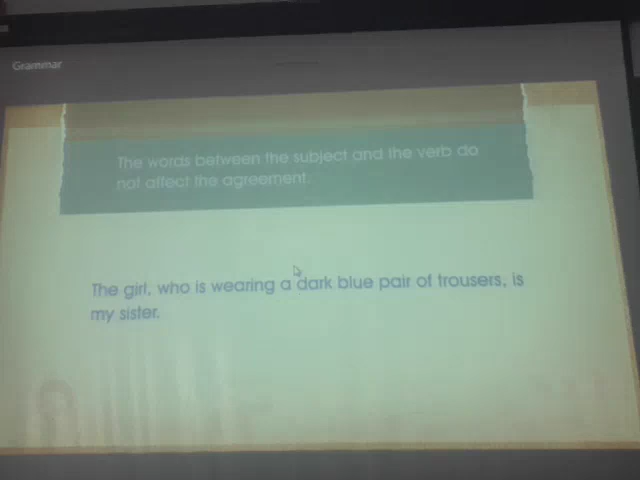 Grammar
The words between the subject and the verb do
not affect the agreement.
The girl, who is wearing a dark blue pair of trousers, is
my sister.